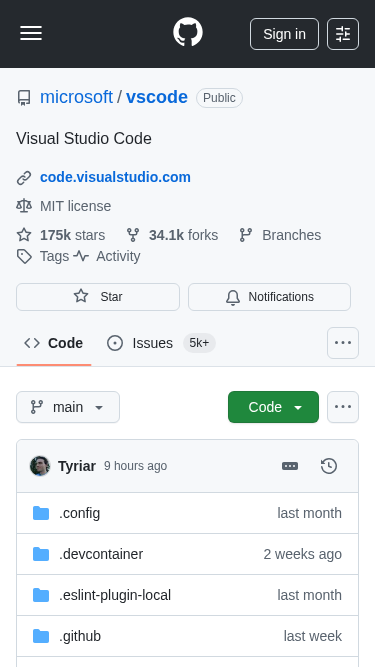 Sign in
microsoft / vscode Public
Visual Studio Code
code.visualstudio.com
MIT license
175k stars 34.1k forks Branches
Tags Activity
Star Notifications
Code Issues 5k+
main Code
Tyriar 9 hours ago
.config last month
.devcontainer 2 weeks ago
.eslint-plugin-local last month
.github last week